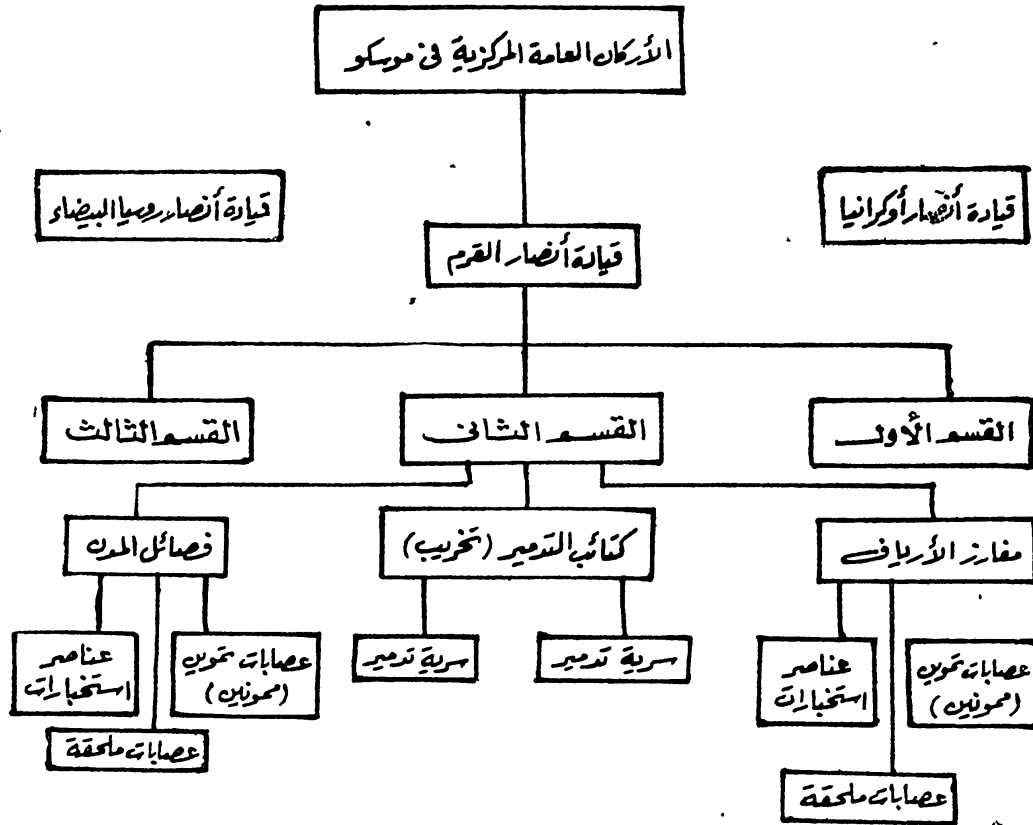 الأركان العامة المركزية فى موسكو
قيادة أنصار أوكرانيا
قيادة أنصار روسيا البيضاء
قيادة أنصار القرم
القسم الأول
القسم الثانى
القسم الثالث
مفارز الأرياف
كتائب التدمير (تخريب)
فصائل المدن
عصابات تموين
(ممونين)
عناصر
استخبارات
سرية تدمير
سرية تدمير
عصابات تموين
(ممونين)
عناصر
استخبارات
عصابات ملحقة
عصابات ملحقة